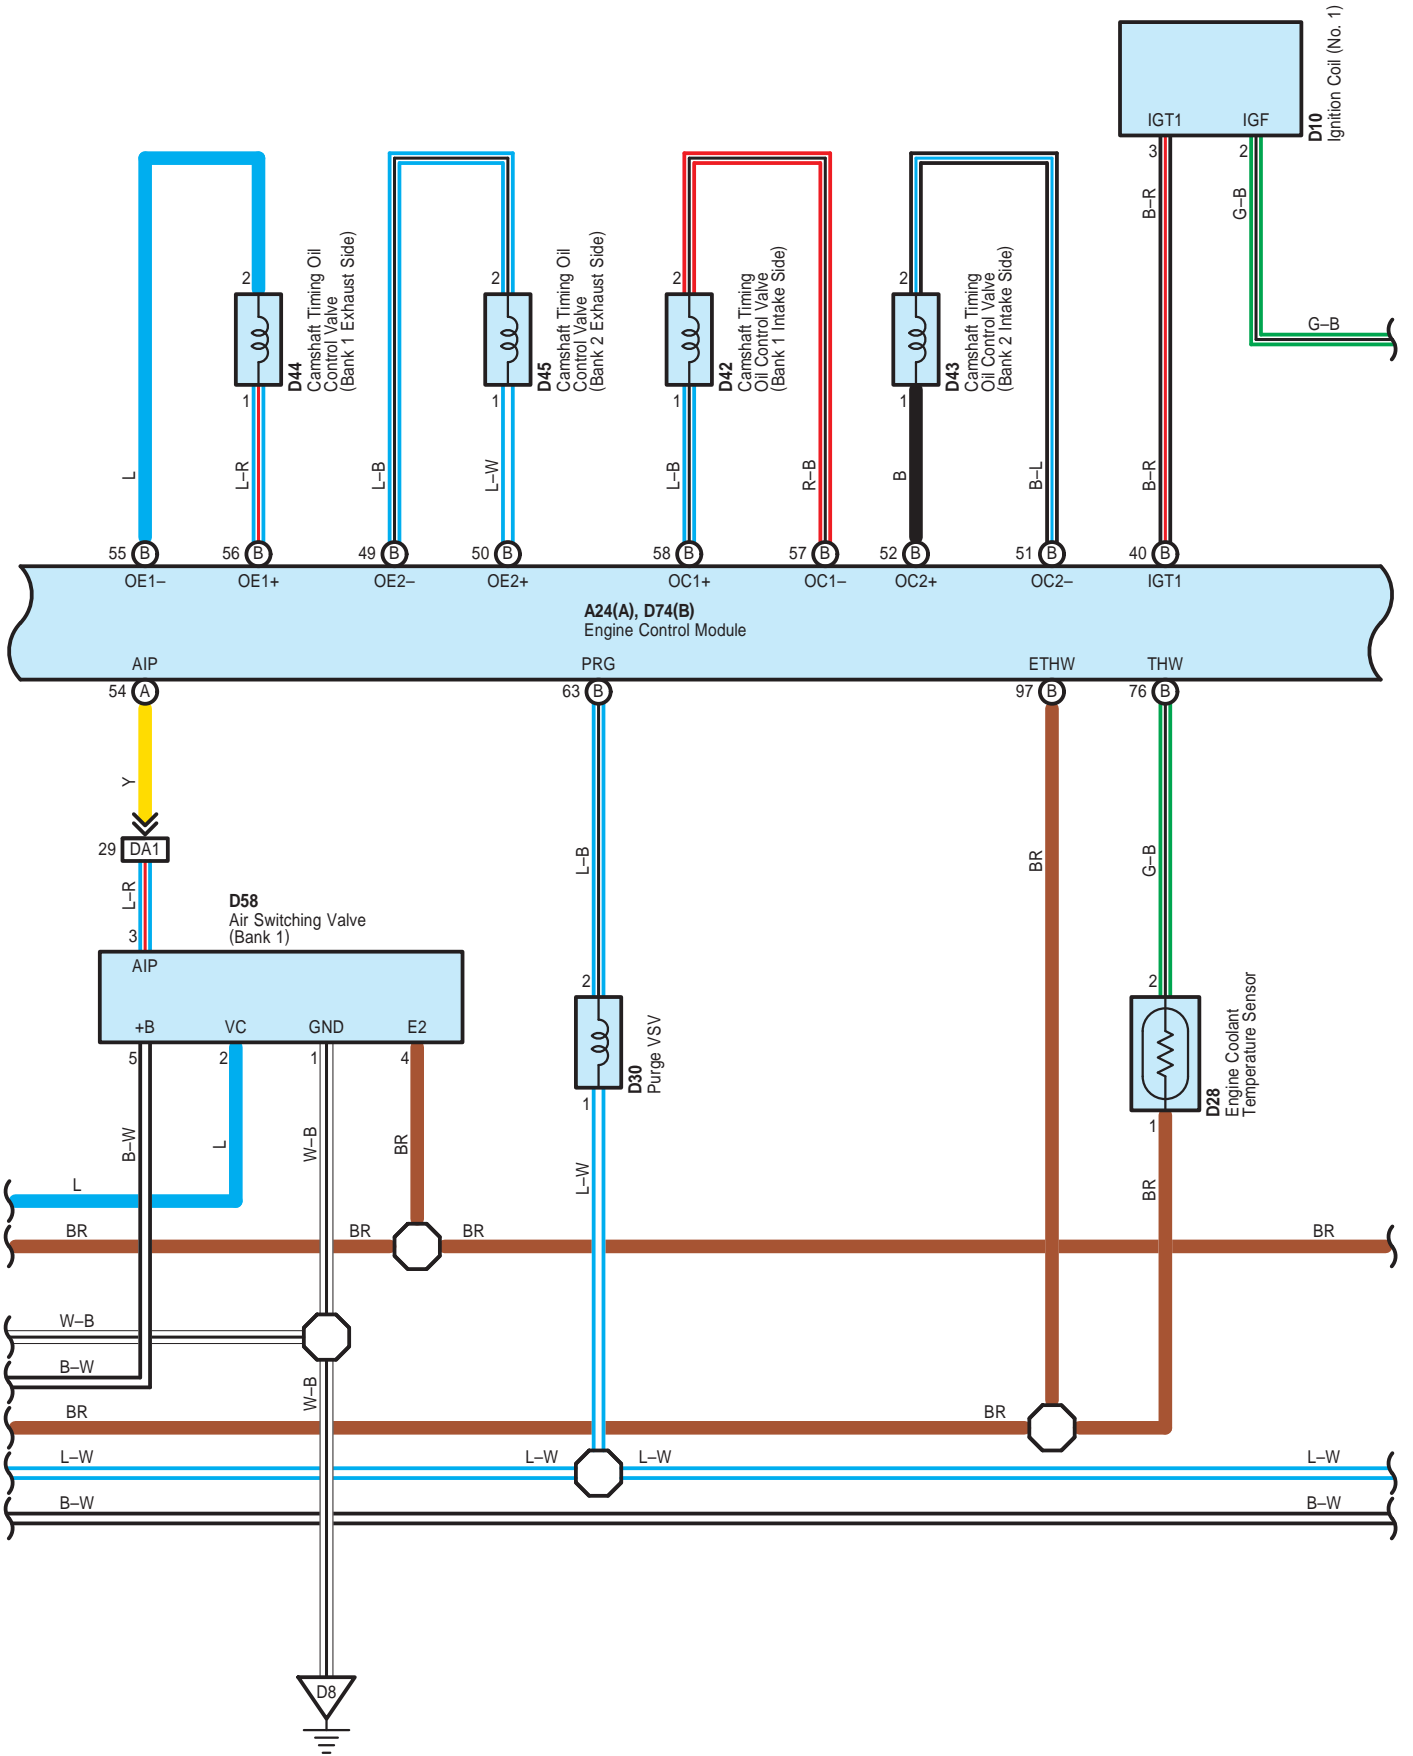 IGT1
IGF
D10
Ignition Coil (No. 1)
3
2
B–R
G–B
G–B
2
D44
Camshaft Timing Oil
Control Valve
(Bank 1 Exhaust Side)
1
2
D45
Camshaft Timing Oil
Control Valve
(Bank 2 Exhaust Side)
1
2
D42
Camshaft Timing
Oil Control Valve
(Bank 1 Intake Side)
1
2
D43
Camshaft Timing
Oil Control Valve
(Bank 2 Intake Side)
1
L
L–R
L–B
L–W
L–B
R–B
B
B–L
B–R
55 B
56 B
49 B
50 B
58 B
57 B
52 B
51 B
40 B
OE1–
OE1+
OE2–
OE2+
OC1+
OC1–
OC2+
OC2–
IGT1
A24(A), D74(B)
Engine Control Module
AIP
PRG
ETHW
THW
54 A
63 B
97 B
76 B
Y
29 DA1
L–R
L–B
BR
G–B
D58
Air Switching Valve
(Bank 1)
3
AIP
+B
VC
GND
E2
5
2
1
4
2
D30
Purge VSV
1
2
D28
Engine Coolant
Temperature Sensor
1
B–W
L
W–B
BR
L–W
BR
L
BR
BR
BR
BR
W–B
B–W
W–B
BR
BR
L–W
L–W
L–W
L–W
B–W
B–W
D8